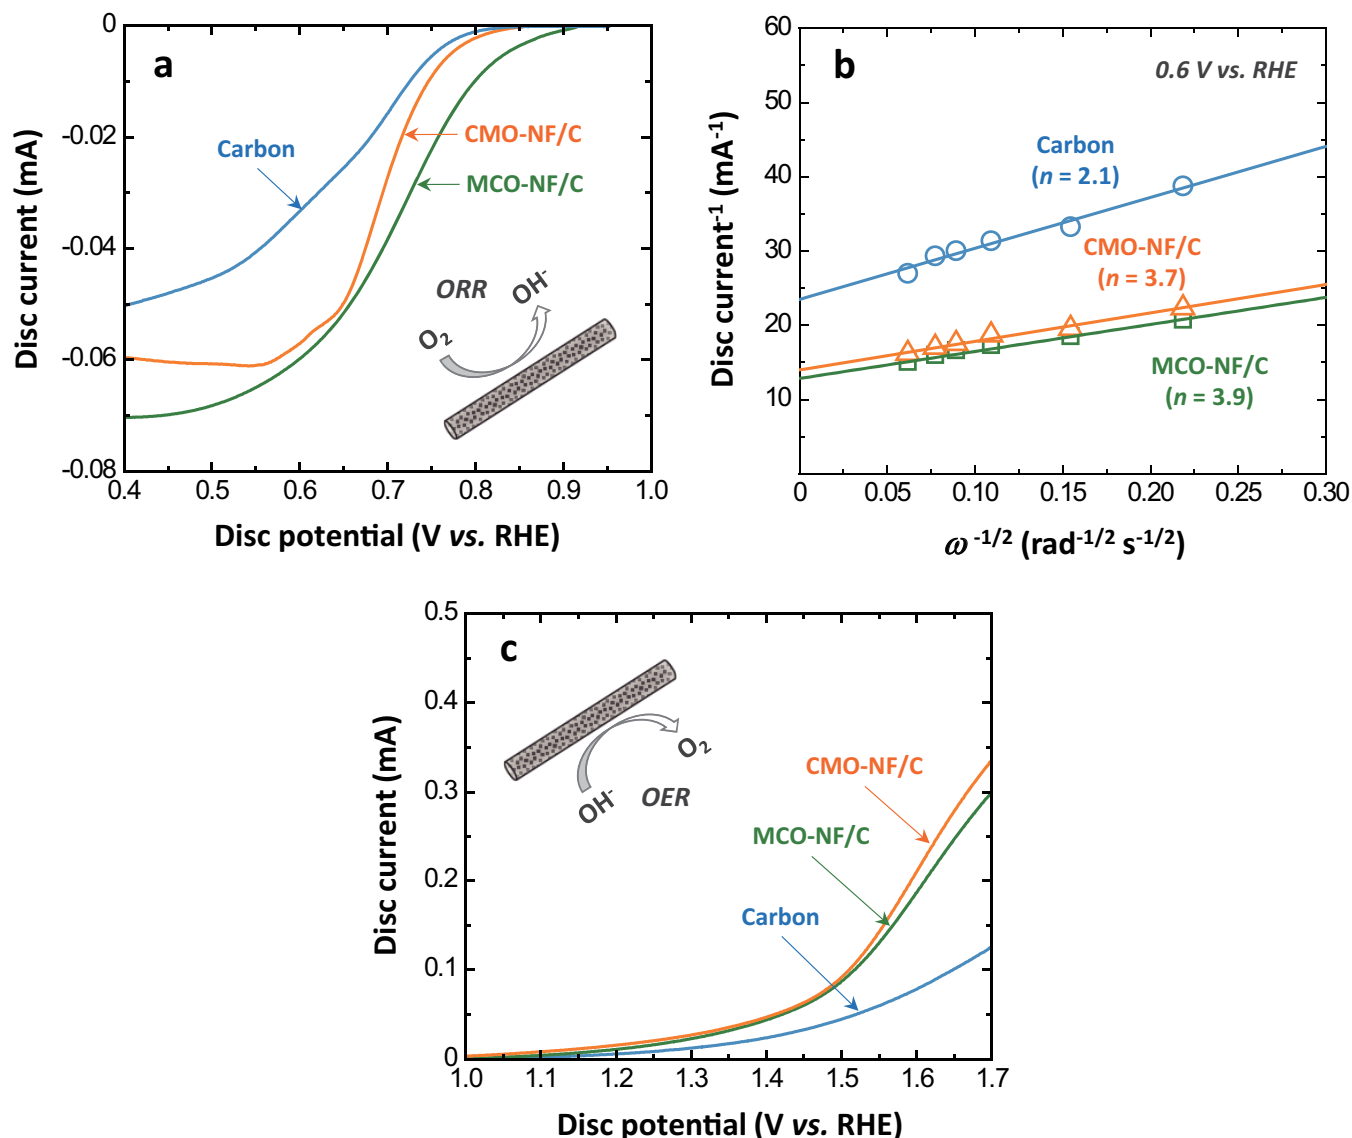 a
0
-0.02
-0.04
-0.06
-0.08
Disc current (mA)
Carbon
CMO-NF/C
MCO-NF/C
ORR
O2
OH-
0.4 0.5 0.6 0.7 0.8 0.9 1.0
Disc potential (V vs. RHE)
b
0.6 V vs. RHE
60
50
40
30
20
10
Disc current-1 (mA-1)
Carbon
(n = 2.1)
CMO-NF/C
(n = 3.7)
MCO-NF/C
(n = 3.9)
0 0.05 0.10 0.15 0.20 0.25 0.30
ω -1/2 (rad-1/2 s-1/2)
c
0.5
0.4
0.3
0.2
0.1
0
Disc current (mA)
O2
OH-
OER
CMO-NF/C
MCO-NF/C
Carbon
1.0 1.1 1.2 1.3 1.4 1.5 1.6 1.7
Disc potential (V vs. RHE)